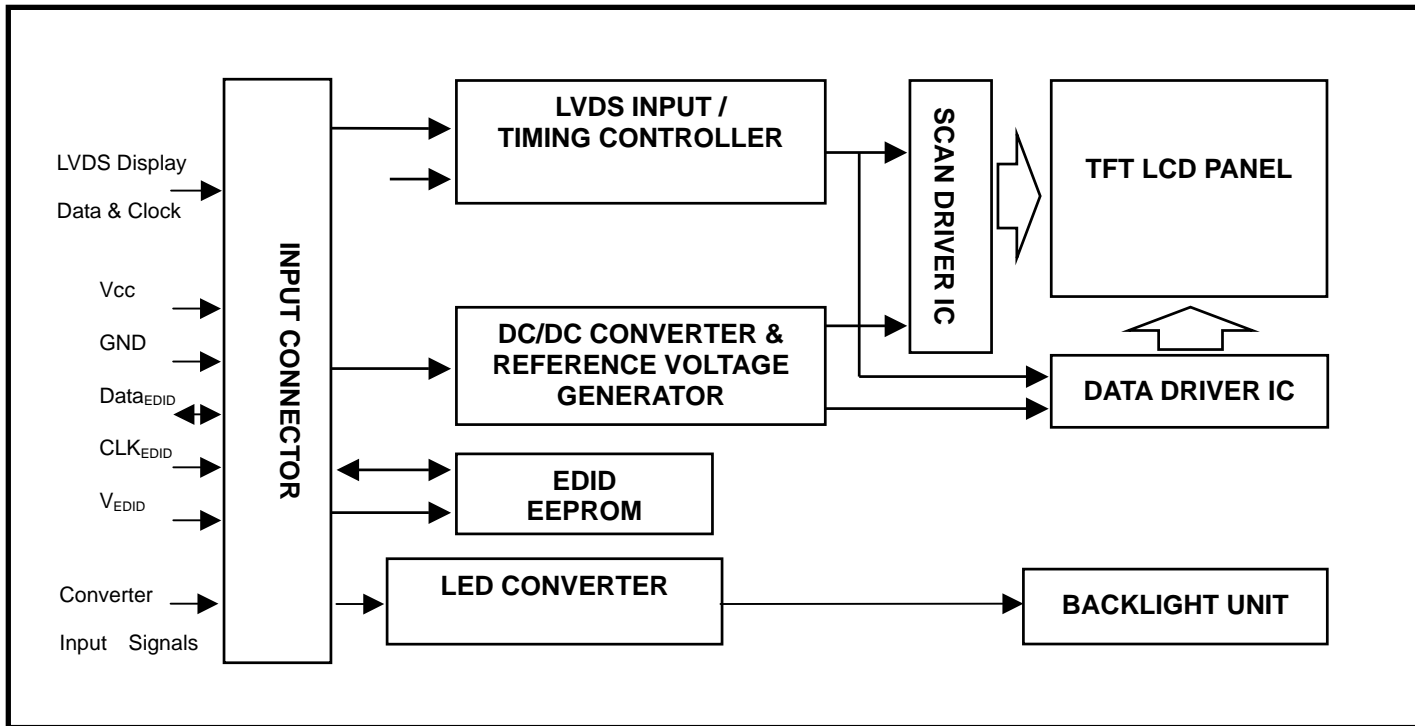 LVDS Display
Data & Clock
Vcc
GND
DataEDID
CLKEDID
VEDID
Converter
Input Signals
INPUT CONNECTOR
LVDS INPUT /
TIMING CONTROLLER
DC/DC CONVERTER &
REFERENCE VOLTAGE
GENERATOR
EDID
EEPROM
LED CONVERTER
SCAN DRIVER IC
TFT LCD PANEL
DATA DRIVER IC
BACKLIGHT UNIT